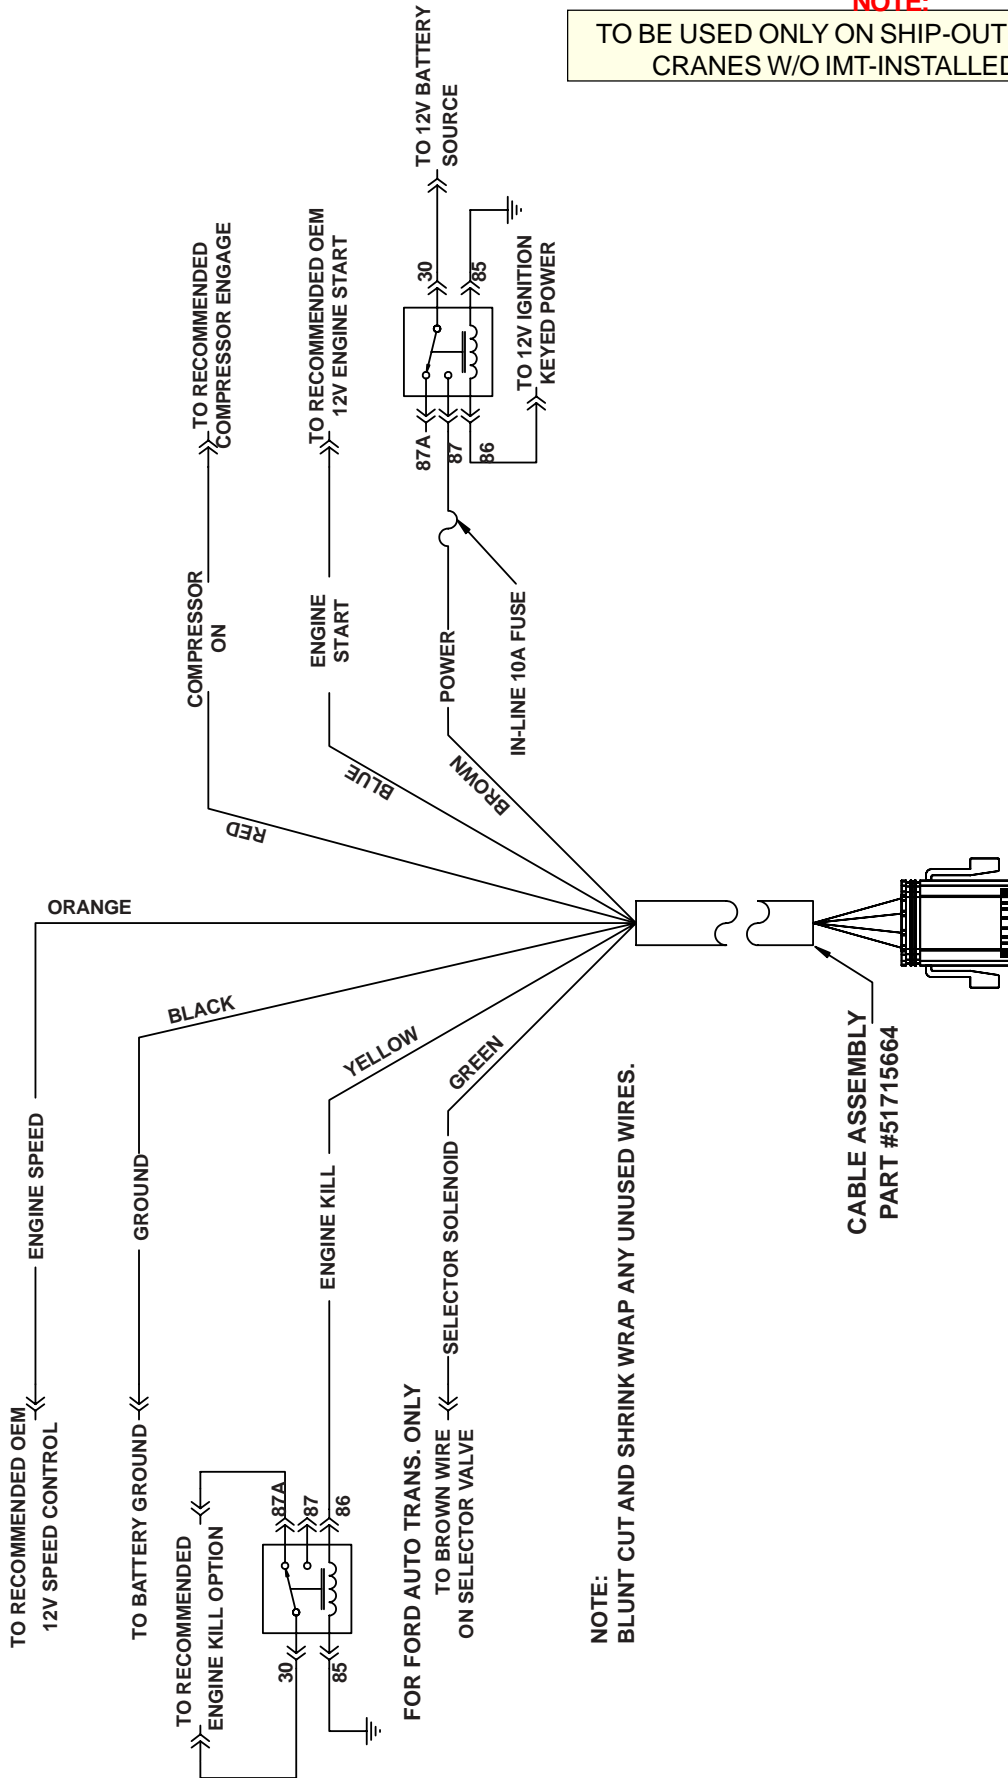 NOTE:
TO BE USED ONLY ON SHIP-OUT
CRANES W/O IMT-INSTALLED
TO RECOMMENDED OEM
12V SPEED CONTROL
ENGINE SPEED
ORANGE
TO BATTERY GROUND
GROUND
BLACK
TO RECOMMENDED
ENGINE KILL OPTION
30
85
87A
87
86
ENGINE KILL
YELLOW
FOR FORD AUTO TRANS. ONLY
TO BROWN WIRE
ON SELECTOR VALVE
SELECTOR SOLENOID
GREEN
RED
COMPRESSOR
ON
TO RECOMMENDED
COMPRESSOR ENGAGE
BLUE
ENGINE
START
TO RECOMMENDED OEM
12V ENGINE START
BROWN
POWER
IN-LINE 10A FUSE
87A
87
86
30
85
TO 12V BATTERY
SOURCE
TO 12V IGNITION
KEYED POWER
NOTE:
BLUNT CUT AND SHRINK WRAP ANY UNUSED WIRES.
CABLE ASSEMBLY
PART #51715664